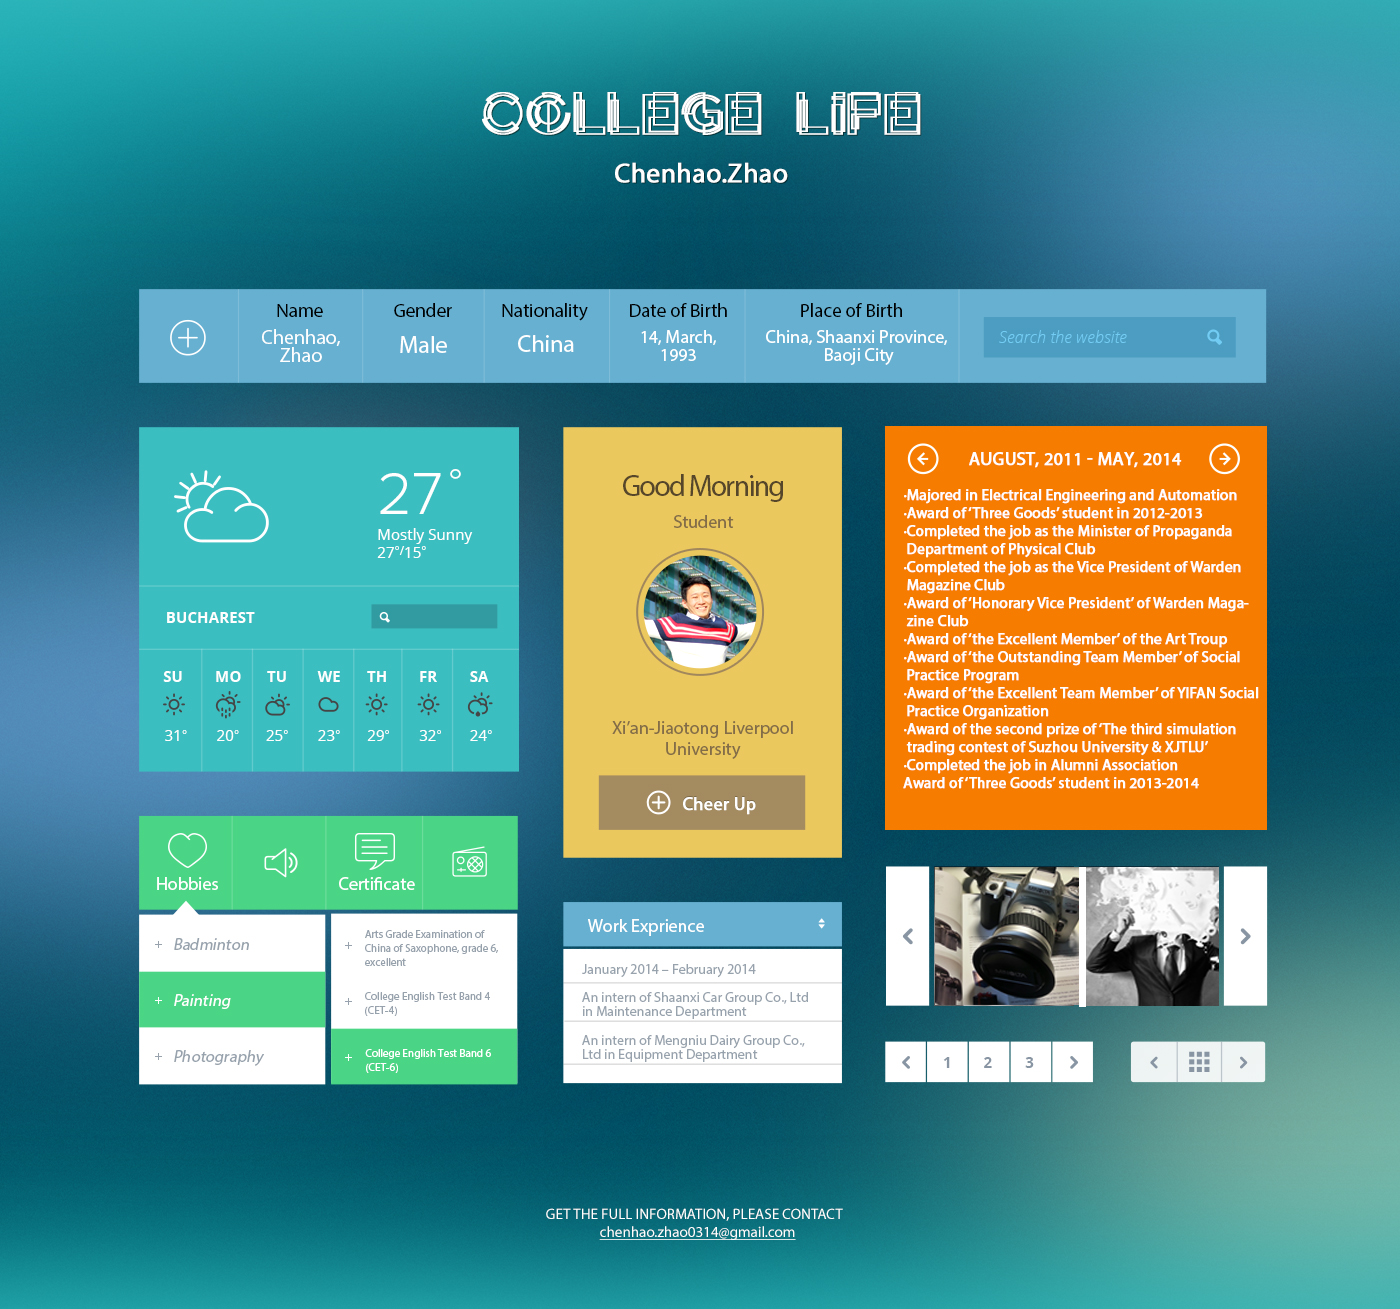 COLLEGE LiFE
Chenhao.Zhao
Name
Chenhao,
Zhao
Gender
Male
Nationality
China
Date of Birth
14, March,
1993
Place of Birth
China, Shaanxi Province,
Baoji City
Search the website
27°
Mostly Sunny
27°/15°
BUCHAREST
SU MO TU WE TH FR SA
31° 20° 25° 23° 29° 32° 24°
Good Morning
Student
Xi’an-Jiaotong Liverpool
University
Cheer Up
AUGUST, 2011 - MAY, 2014
·Majored in Electrical Engineering and Automation
·Award of ‘Three Goods’ student in 2012-2013
·Completed the job as the Minister of Propaganda
Department of Physical Club
·Completed the job as the Vice President of Warden
Magazine Club
·Award of ‘Honorary Vice President’ of Warden Maga-
zine Club
·Award of ‘the Excellent Member’ of the Art Troup
·Award of ‘the Outstanding Team Member’ of Social
Practice Program
·Award of ‘the Excellent Team Member’ of YIFAN Social
Practice Organization
·Award of the second prize of ‘The third simulation
trading contest of Suzhou University & XJTLU’
·Completed the job in Alumni Association
Award of ‘Three Goods’ student in 2013-2014
Hobbies
Certificate
+ Badminton
+ Painting
+ Photography
+ Arts Grade Examination of
China of Saxophone, grade 6,
excellent
+ College English Test Band 4
(CET-4)
+ College English Test Band 6
(CET-6)
Work Exprience
January 2014 – February 2014
An intern of Shaanxi Car Group Co., Ltd
in Maintenance Department
An intern of Mengniu Dairy Group Co.,
Ltd in Equipment Department
1 2 3
GET THE FULL INFORMATION, PLEASE CONTACT
chenhao.zhao0314@gmail.com